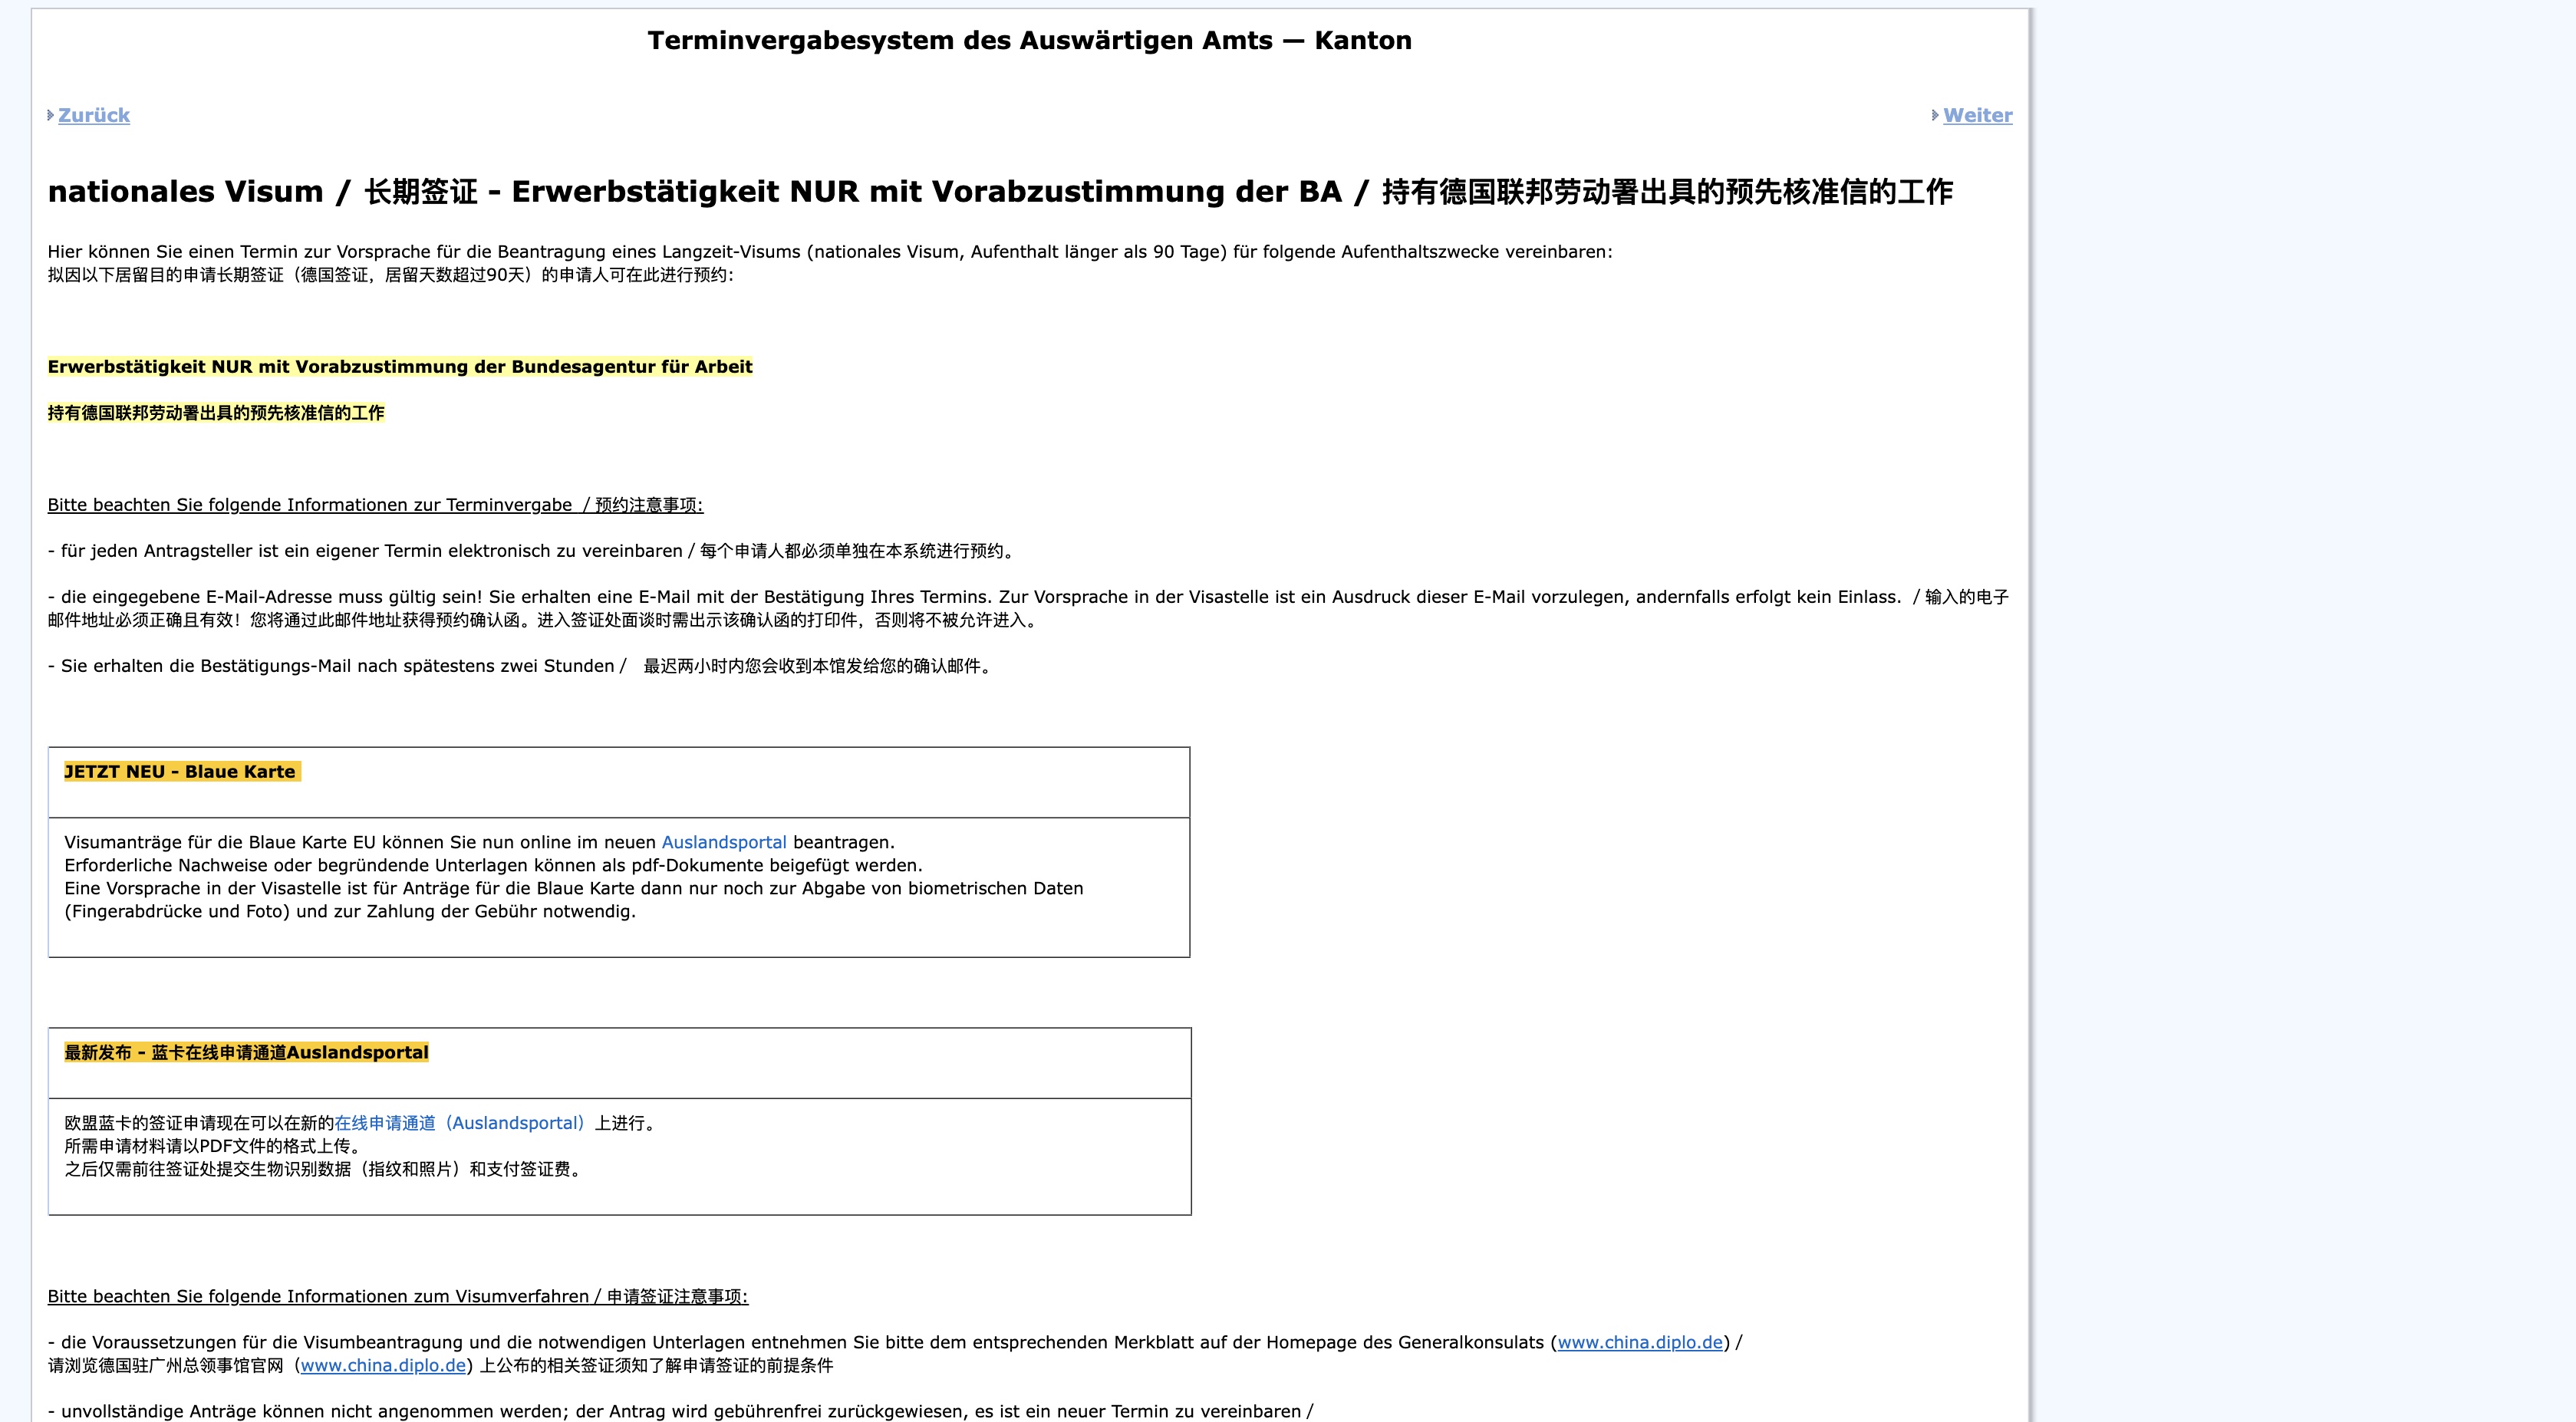 Terminvergabesystem des Auswärtigen Amts — Kanton
Zurück
Weiter
nationales Visum / 长期签证 - Erwerbstätigkeit NUR mit Vorabzustimmung der BA / 持有德国联邦劳动署出具的预先核准信的工作
Hier können Sie einen Termin zur Vorsprache für die Beantragung eines Langzeit-Visums (nationales Visum, Aufenthalt länger als 90 Tage) für folgende Aufenthaltszwecke vereinbaren:
拟因以下居留目的申请长期签证（德国签证，居留天数超过90天）的申请人可在此进行预约:
Erwerbstätigkeit NUR mit Vorabzustimmung der Bundesagentur für Arbeit
持有德国联邦劳动署出具的预先核准信的工作
Bitte beachten Sie folgende Informationen zur Terminvergabe / 预约注意事项:
- für jeden Antragsteller ist ein eigener Termin elektronisch zu vereinbaren / 每个申请人都必须单独在本系统进行预约。
- die eingegebene E-Mail-Adresse muss gültig sein! Sie erhalten eine E-Mail mit der Bestätigung Ihres Termins. Zur Vorsprache in der Visastelle ist ein Ausdruck dieser E-Mail vorzulegen, andernfalls erfolgt kein Einlass. / 输入的电子
邮件地址必须正确且有效！您将通过此邮件地址获得预约确认函。进入签证处面谈时需出示该确认函的打印件，否则将不被允许进入。
- Sie erhalten die Bestätigungs-Mail nach spätestens zwei Stunden / 最迟两小时内您会收到本馆发给您的确认邮件。
JETZT NEU - Blaue Karte
Visumanträge für die Blaue Karte EU können Sie nun online im neuen Auslandsportal beantragen.
Erforderliche Nachweise oder begründende Unterlagen können als pdf-Dokumente beigefügt werden.
Eine Vorsprache in der Visastelle ist für Anträge für die Blaue Karte dann nur noch zur Abgabe von biometrischen Daten
(Fingerabdrücke und Foto) und zur Zahlung der Gebühr notwendig.
最新发布 - 蓝卡在线申请通道Auslandsportal
欧盟蓝卡的签证申请现在可以在新的在线申请通道（Auslandsportal）上进行。
所需申请材料请以PDF文件的格式上传。
之后仅需前往签证处提交生物识别数据（指纹和照片）和支付签证费。
Bitte beachten Sie folgende Informationen zum Visumverfahren / 申请签证注意事项:
- die Voraussetzungen für die Visumbeantragung und die notwendigen Unterlagen entnehmen Sie bitte dem entsprechenden Merkblatt auf der Homepage des Generalkonsulats (www.china.diplo.de) /
请浏览德国驻广州总领事馆官网（www.china.diplo.de) 上公布的相关签证须知了解申请签证的前提条件
- unvollständige Anträge können nicht angenommen werden; der Antrag wird gebührenfrei zurückgewiesen, es ist ein neuer Termin zu vereinbaren /